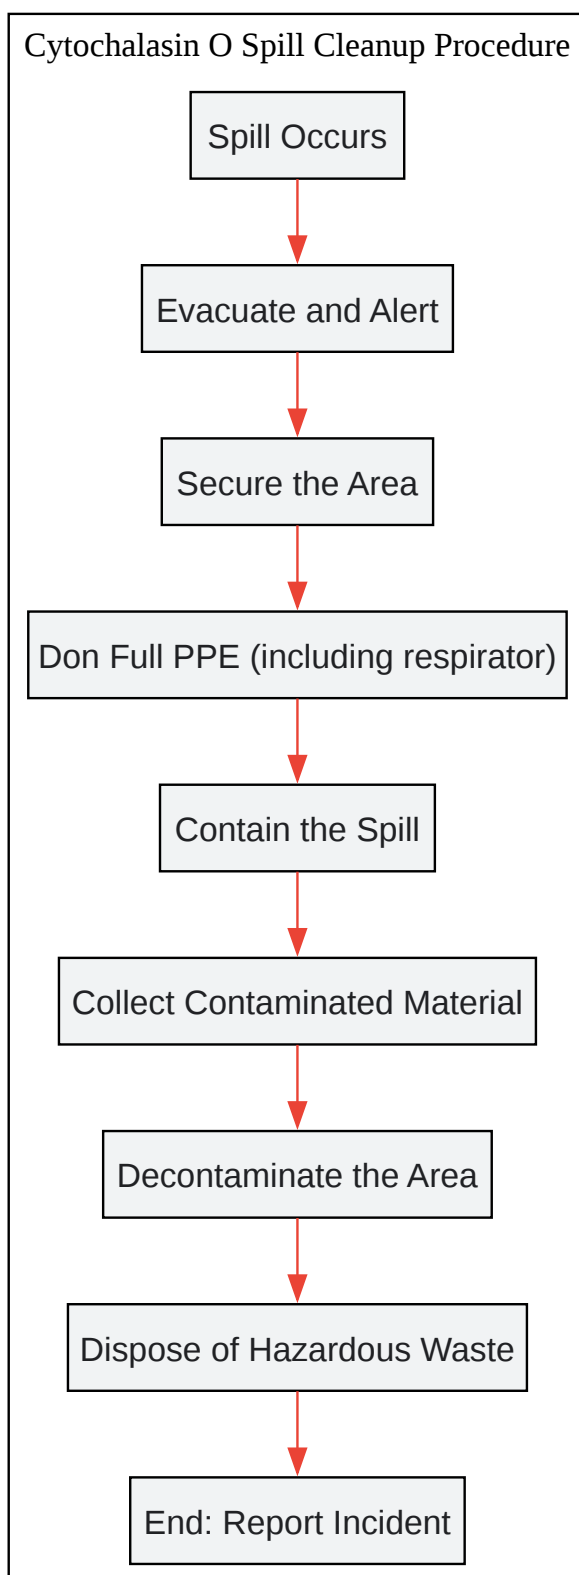 Cytochalasin O Spill Cleanup Procedure
Spill Occurs
Evacuate and Alert
Secure the Area
Don Full PPE (including respirator)
Contain the Spill
Collect Contaminated Material
Decontaminate the Area
Dispose of Hazardous Waste
End: Report Incident